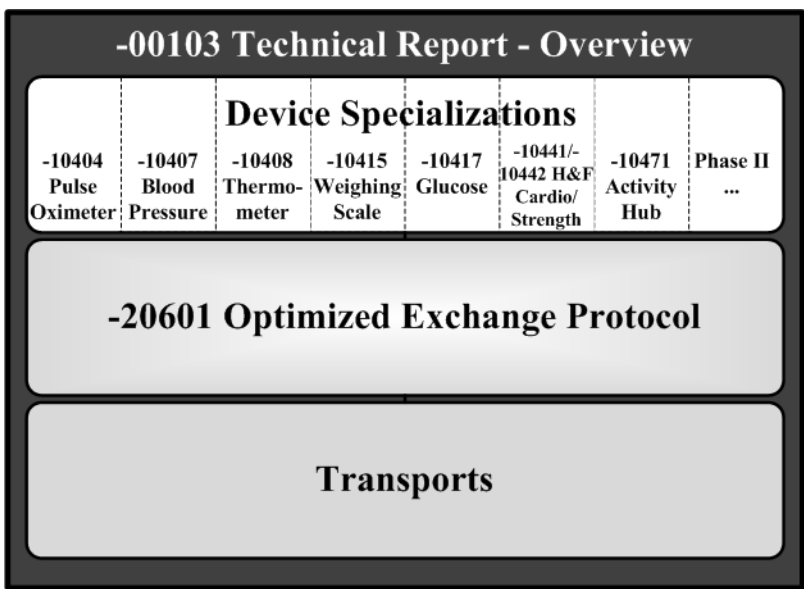 -00103 Technical Report - Overview
Device Specializations
-10404
Pulse
Oximeter
-10407
Blood
Pressure
-10408
Thermo-
meter
-10415
Weighing
Scale
-10417
Glucose
-10441/-
10442 H&F
Cardio/
Strength
-10471
Activity
Hub
Phase II
...
-20601 Optimized Exchange Protocol
Transports